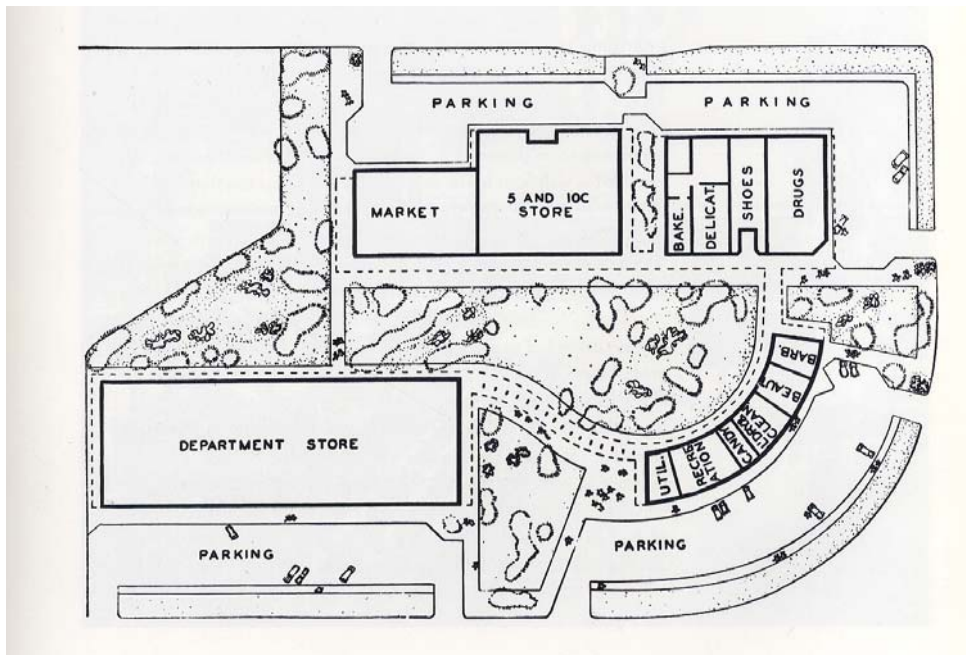 PARKING
PARKING
MARKET
5 AND 10C
STORE
BAKE.
DELICAT.
SHOES
DRUGS
BARB.
BEAUT.
L'DRG.
CLEAN
CANDY
RECRE
ATION
UTIL.
DEPARTMENT STORE
PARKING
PARKING